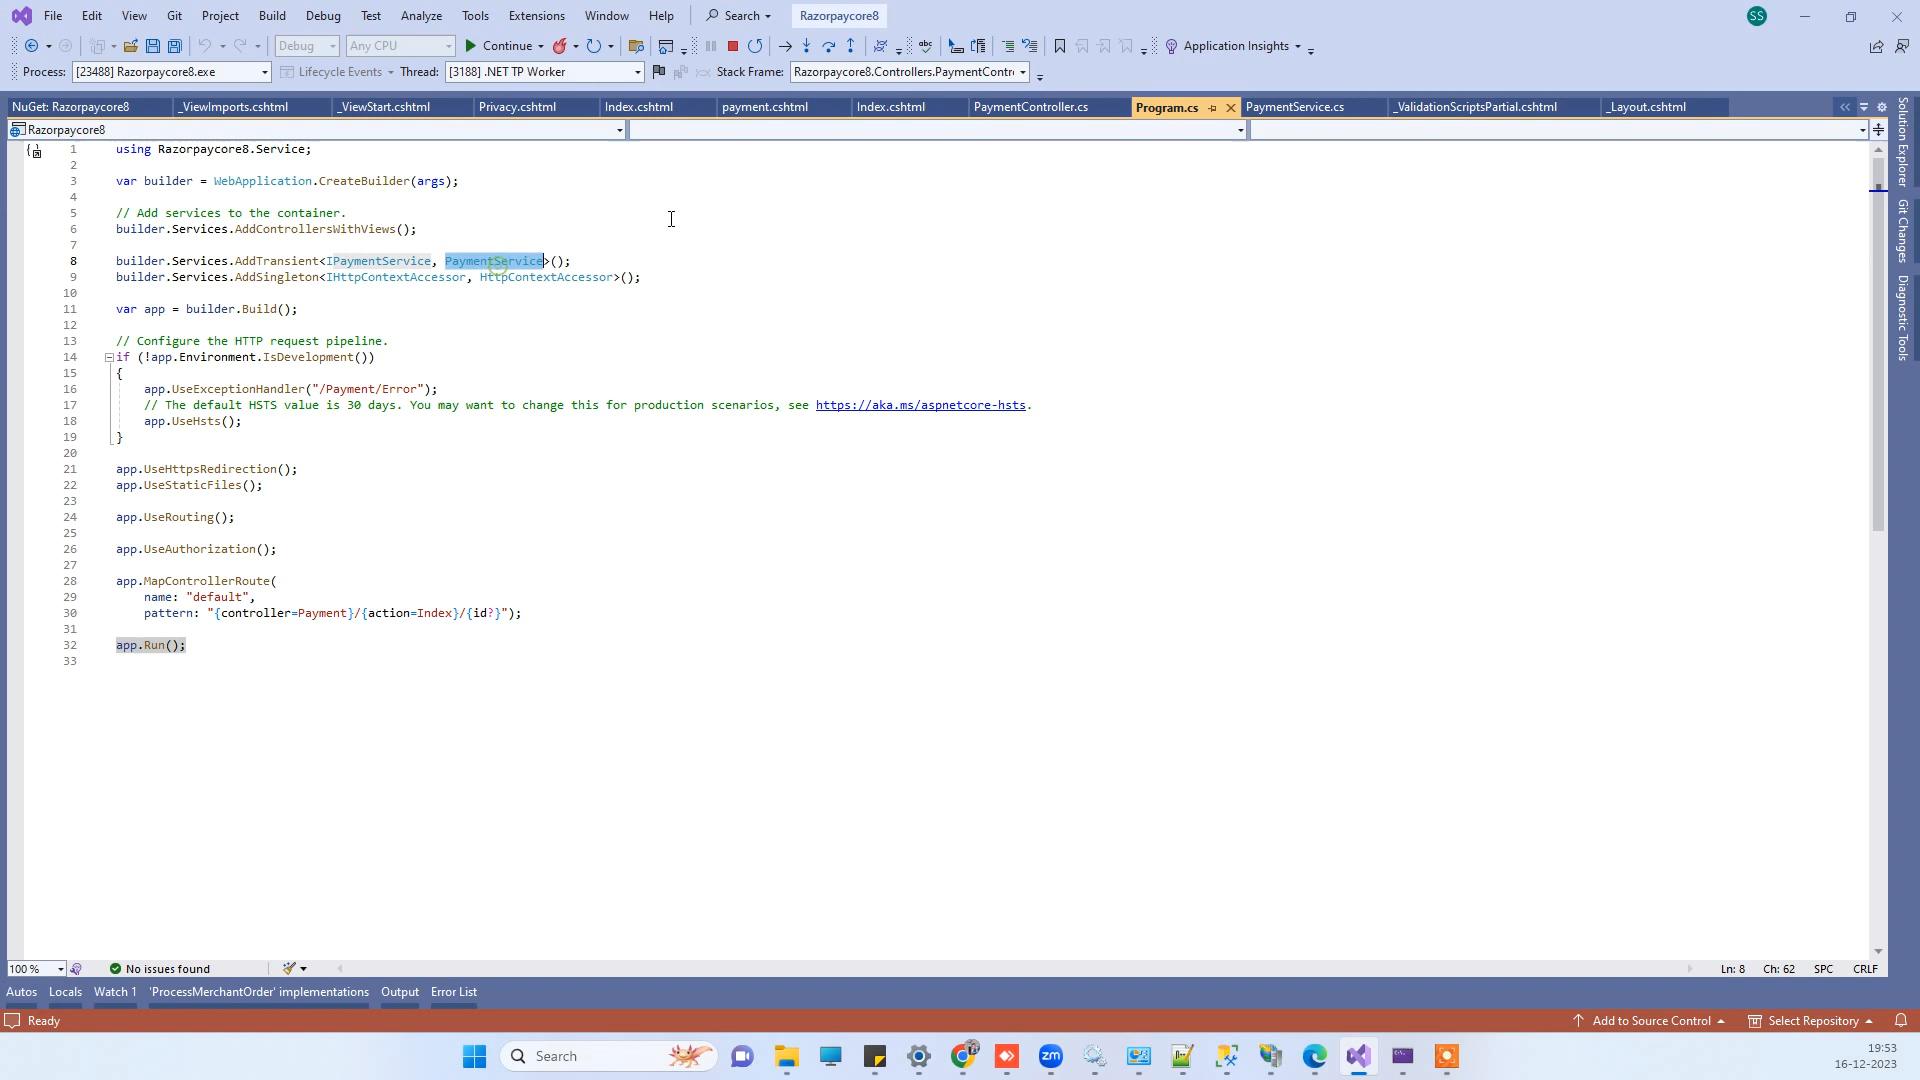 File Edit View Git Project Build Debug Test Analyze Tools Extensions Window Help Search Razorpaycore8 SS
Debug Any CPU Continue Application Insights
Process: [23488] Razorpaycore8.exe Lifecycle Events Thread: [3188] .NET TP Worker Stack Frame: Razorpaycore8.Controllers.PaymentContr
NuGet: Razorpaycore8 _ViewImports.cshtml _ViewStart.cshtml Privacy.cshtml Index.cshtml payment.cshtml Index.cshtml PaymentController.cs Program.cs PaymentService.cs _ValidationScriptsPartial.cshtml _Layout.cshtml
Razorpaycore8
1 using Razorpaycore8.Service;
2
3 var builder = WebApplication.CreateBuilder(args);
4
5 // Add services to the container.
6 builder.Services.AddControllersWithViews();
7
8 builder.Services.AddTransient<IPaymentService, PaymentService>();
9 builder.Services.AddSingleton<IHttpContextAccessor, HttpContextAccessor>();
10
11 var app = builder.Build();
12
13 // Configure the HTTP request pipeline.
14 if (!app.Environment.IsDevelopment())
15 {
16 app.UseExceptionHandler("/Payment/Error");
17 // The default HSTS value is 30 days. You may want to change this for production scenarios, see https://aka.ms/aspnetcore-hsts.
18 app.UseHsts();
19 }
20
21 app.UseHttpsRedirection();
22 app.UseStaticFiles();
23
24 app.UseRouting();
25
26 app.UseAuthorization();
27
28 app.MapControllerRoute(
29 name: "default",
30 pattern: "{controller=Payment}/{action=Index}/{id?}");
31
32 app.Run();
33
Solution Explorer
Git Changes
Diagnostic Tools
100 % No issues found Ln: 8 Ch: 62 SPC CRLF
Autos Locals Watch 1 'ProcessMerchantOrder' implementations Output Error List
Ready Add to Source Control Select Repository
Search zm 19:53
16-12-2023